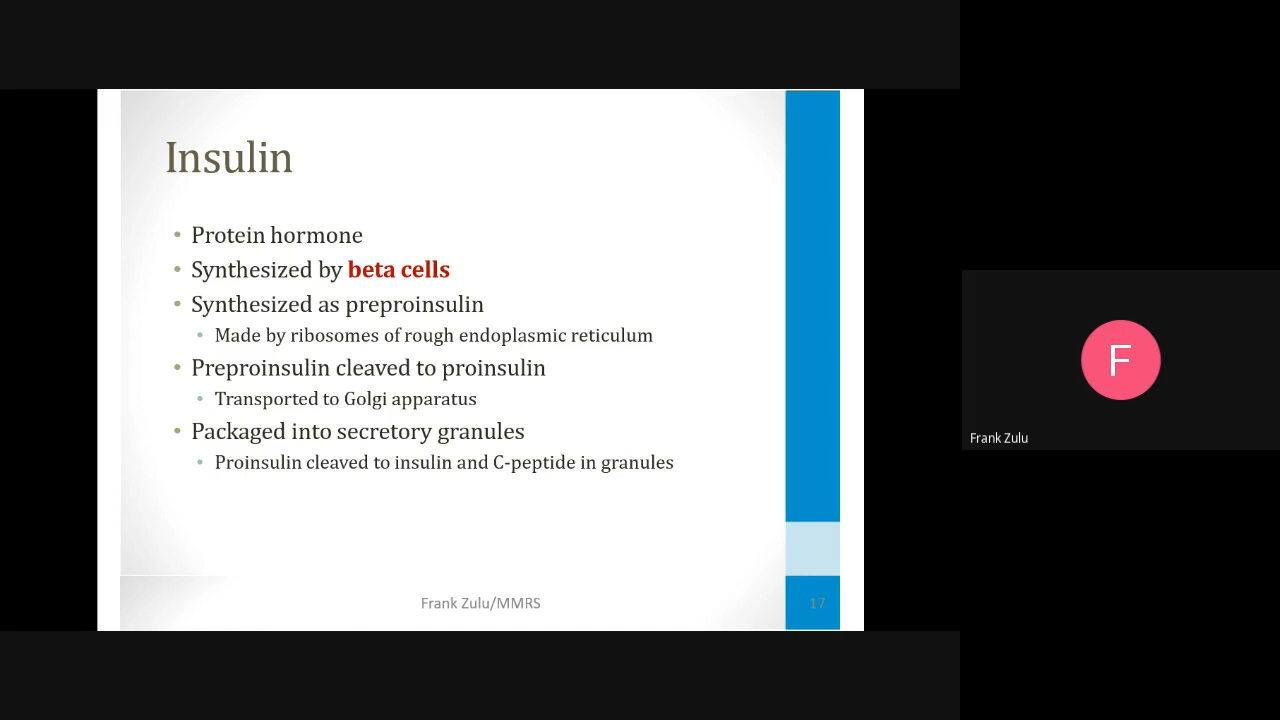 Insulin
• Protein hormone
• Synthesized by beta cells
• Synthesized as preproinsulin
• Made by ribosomes of rough endoplasmic reticulum
• Preproinsulin cleaved to proinsulin
• Transported to Golgi apparatus
• Packaged into secretory granules
• Proinsulin cleaved to insulin and C-peptide in granules
Frank Zulu/MMRS
17
F
Frank Zulu